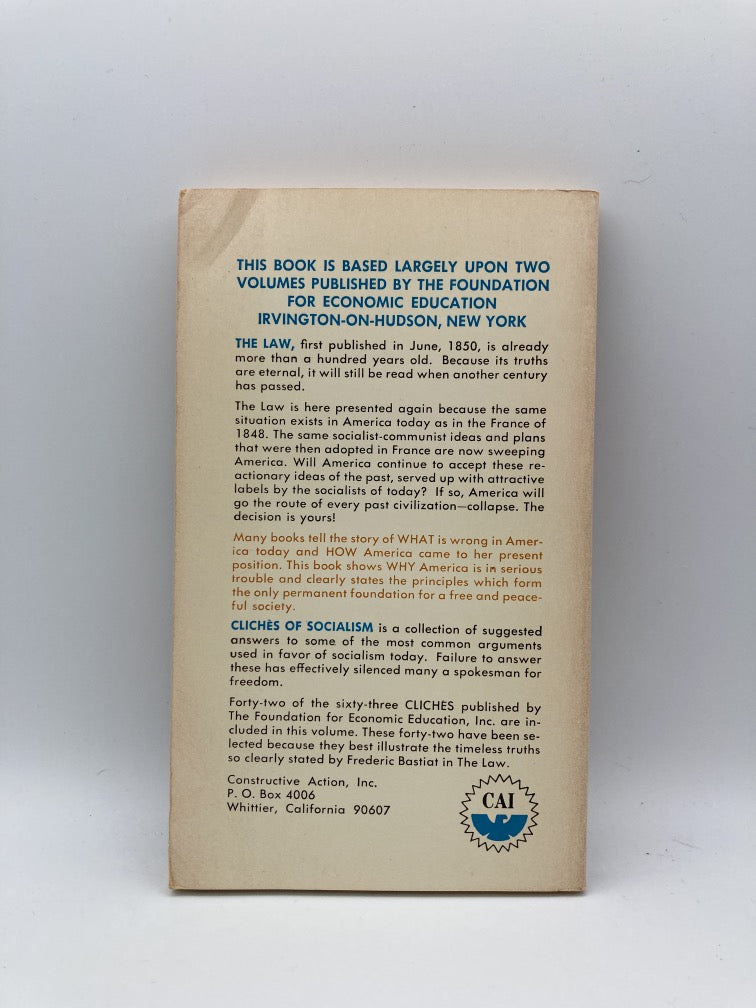 THIS BOOK IS BASED LARGELY UPON TWO
VOLUMES PUBLISHED BY THE FOUNDATION
FOR ECONOMIC EDUCATION
IRVINGTON-ON-HUDSON, NEW YORK
THE LAW, first published in June, 1850, is already
more than a hundred years old. Because its truths
are eternal, it will still be read when another century
has passed.
The Law is here presented again because the same
situation exists in America today as in the France of
1848. The same socialist-communist ideas and plans
that were then adopted in France are now sweeping
America. Will America continue to accept these re-
actionary ideas of the past, served up with attractive
labels by the socialists of today? If so, America will
go the route of every past civilization—collapse. The
decision is yours!
Many books tell the story of WHAT is wrong in Amer-
ica today and HOW America came to her present
position. This book shows WHY America is in serious
trouble and clearly states the principles which form
the only permanent foundation for a free and peace-
ful society.
CLICHÈS OF SOCIALISM is a collection of suggested
answers to some of the most common arguments
used in favor of socialism today. Failure to answer
these has effectively silenced many a spokesman for
freedom.
Forty-two of the sixty-three CLICHÈS published by
The Foundation for Economic Education, Inc. are in-
cluded in this volume. These forty-two have been se-
lected because they best illustrate the timeless truths
so clearly stated by Frederic Bastiat in The Law.
Constructive Action, Inc.
P. O. Box 4006
Whittier, California 90607
CAI